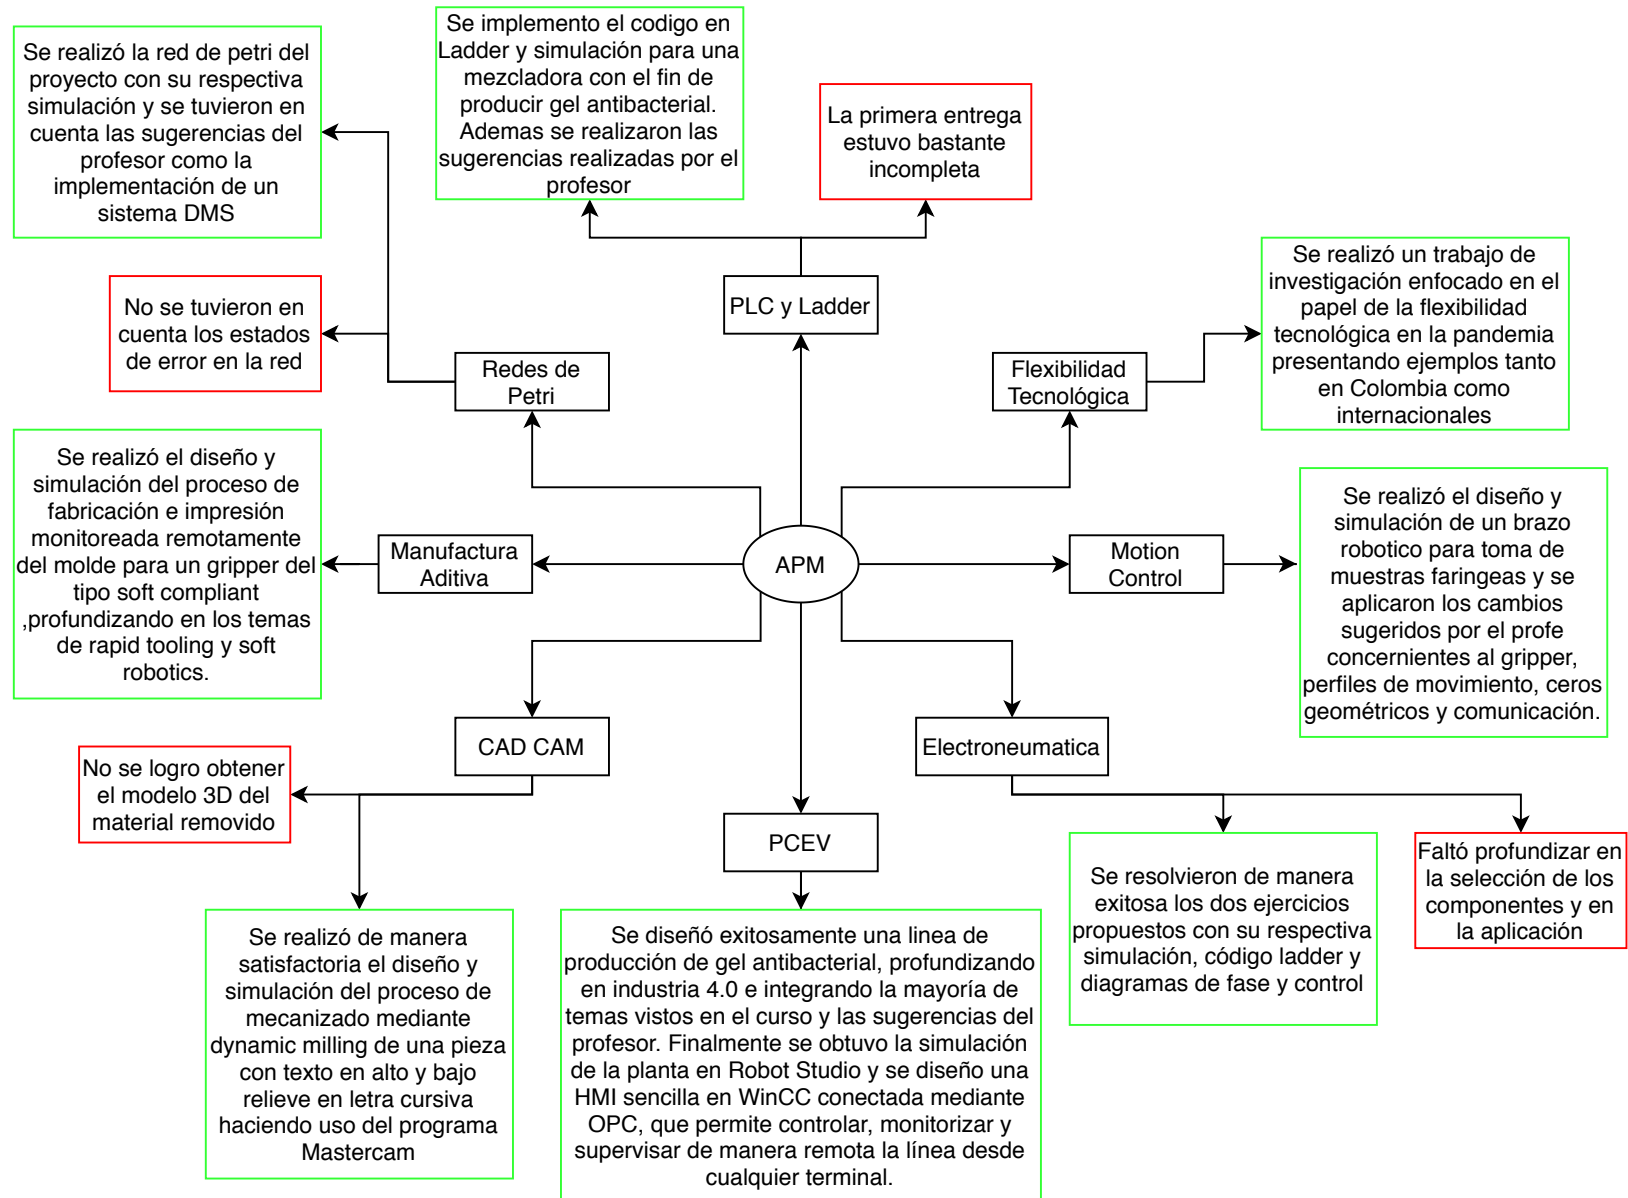 Se realizó la red de petri del
proyecto con su respectiva
simulación y se tuvieron en
cuenta las sugerencias del
profesor como la
implementación de un
sistema DMS
Se implemento el codigo en
Ladder y simulación para una
mezcladora con el fin de
producir gel antibacterial.
Ademas se realizaron las
sugerencias realizadas por el
profesor
La primera entrega
estuvo bastante
incompleta
Se realizó un trabajo de
investigación enfocado en el
papel de la flexibilidad
tecnológica en la pandemia
presentando ejemplos tanto
en Colombia como
internacionales
No se tuvieron en
cuenta los estados
de error en la red
PLC y Ladder
Redes de
Petri
Flexibilidad
Tecnológica
Se realizó el diseño y
simulación del proceso de
fabricación e impresión
monitoreada remotamente
del molde para un gripper del
tipo soft compliant
,profundizando en los temas
de rapid tooling y soft
robotics.
Manufactura
Aditiva
APM
Motion
Control
Se realizó el diseño y
simulación de un brazo
robotico para toma de
muestras faringeas y se
aplicaron los cambios
sugeridos por el profe
concernientes al gripper,
perfiles de movimiento, ceros
geométricos y comunicación.
CAD CAM
Electroneumatica
No se logro obtener
el modelo 3D del
material removido
PCEV
Se resolvieron de manera
exitosa los dos ejercicios
propuestos con su respectiva
simulación, código ladder y
diagramas de fase y control
Faltó profundizar en
la selección de los
componentes y en
la aplicación
Se realizó de manera
satisfactoria el diseño y
simulación del proceso de
mecanizado mediante
dynamic milling de una pieza
con texto en alto y bajo
relieve en letra cursiva
haciendo uso del programa
Mastercam
Se diseñó exitosamente una linea de
producción de gel antibacterial, profundizando
en industria 4.0 e integrando la mayoría de
temas vistos en el curso y las sugerencias del
profesor. Finalmente se obtuvo la simulación
de la planta en Robot Studio y se diseño una
HMI sencilla en WinCC conectada mediante
OPC, que permite controlar, monitorizar y
supervisar de manera remota la línea desde
cualquier terminal.